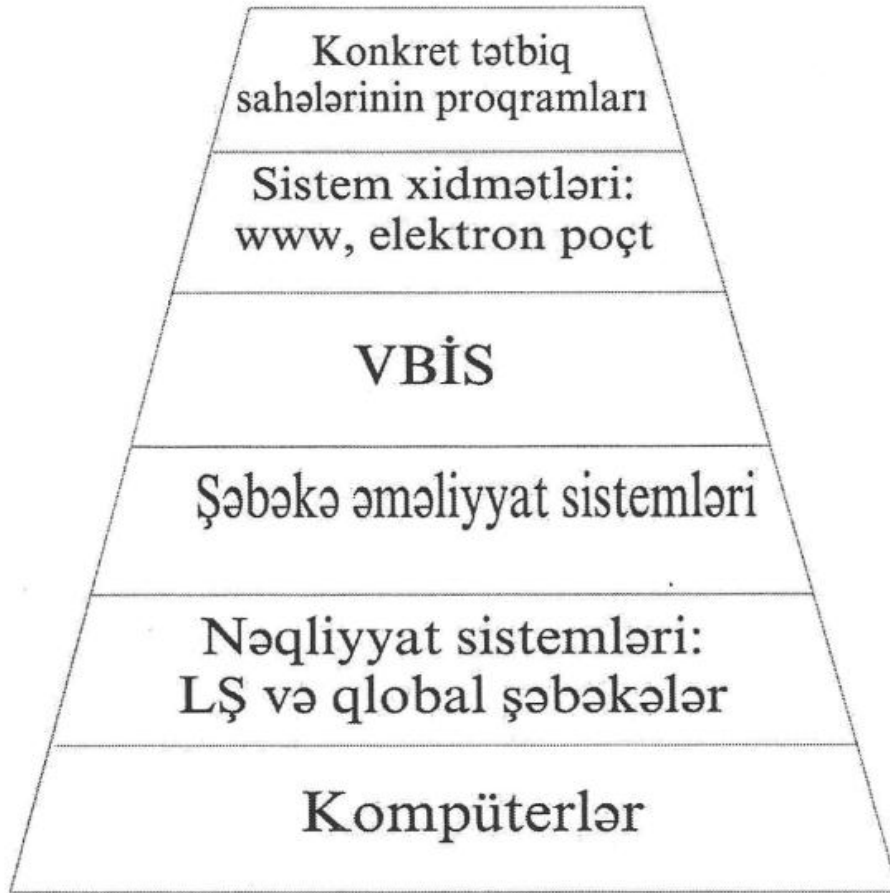 Konkret tətbiq
sahələrinin proqramları
Sistem xidmətləri:
www, elektron poçt
VBİS
Şəbəkə əməliyyat sistemləri
Nəqliyyat sistemləri:
LŞ və qlobal şəbəkələr
Kompüterlər